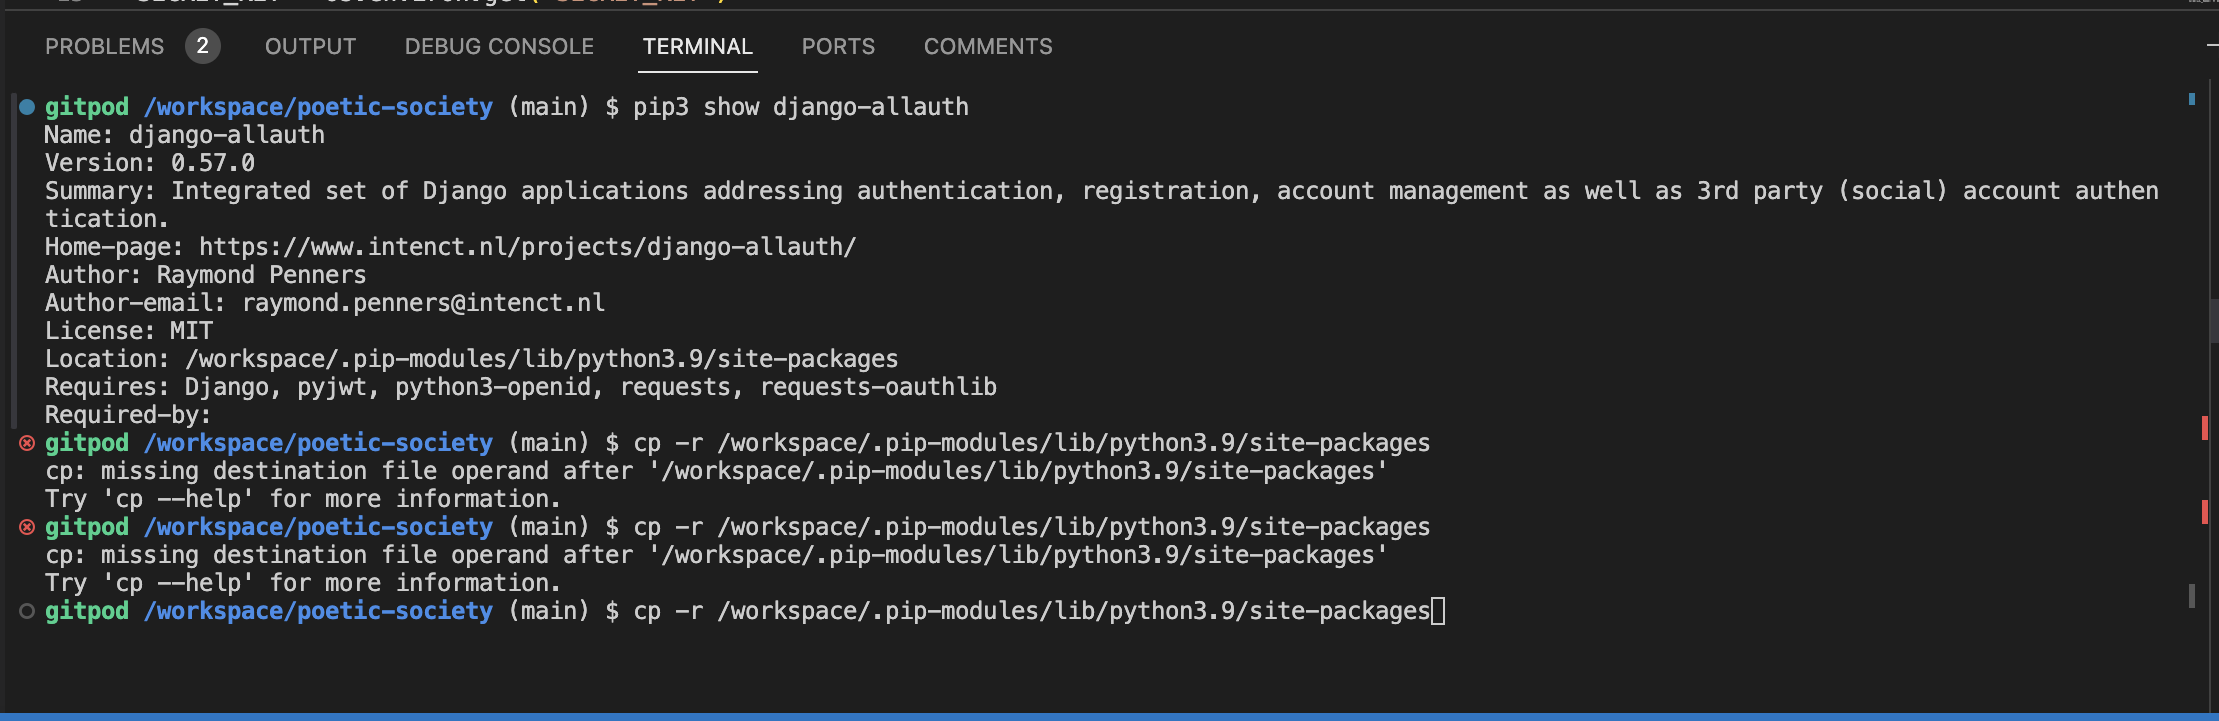 PROBLEMS 2 OUTPUT DEBUG CONSOLE TERMINAL PORTS COMMENTS
gitpod /workspace/poetic-society (main) $ pip3 show django-allauth
Name: django-allauth
Version: 0.57.0
Summary: Integrated set of Django applications addressing authentication, registration, account management as well as 3rd party (social) account authen
tication.
Home-page: https://www.intenct.nl/projects/django-allauth/
Author: Raymond Penners
Author-email: raymond.penners@intenct.nl
License: MIT
Location: /workspace/.pip-modules/lib/python3.9/site-packages
Requires: Django, pyjwt, python3-openid, requests, requests-oauthlib
Required-by:
gitpod /workspace/poetic-society (main) $ cp -r /workspace/.pip-modules/lib/python3.9/site-packages
cp: missing destination file operand after '/workspace/.pip-modules/lib/python3.9/site-packages'
Try 'cp --help' for more information.
gitpod /workspace/poetic-society (main) $ cp -r /workspace/.pip-modules/lib/python3.9/site-packages
cp: missing destination file operand after '/workspace/.pip-modules/lib/python3.9/site-packages'
Try 'cp --help' for more information.
gitpod /workspace/poetic-society (main) $ cp -r /workspace/.pip-modules/lib/python3.9/site-packages